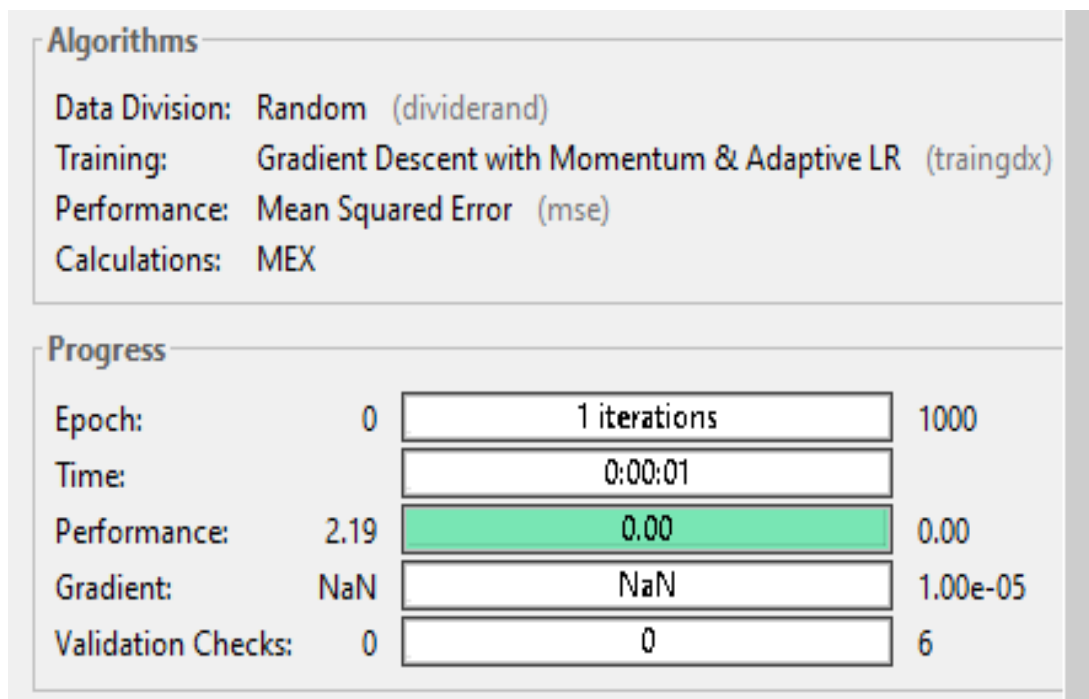 Algorithms
Data Division: Random (dividerand)
Training: Gradient Descent with Momentum & Adaptive LR (traingdx)
Performance: Mean Squared Error (mse)
Calculations: MEX
Progress
Epoch: 0 1 iterations 1000
Time: 0:00:01
Performance: 2.19 0.00 0.00
Gradient: NaN NaN 1.00e-05
Validation Checks: 0 0 6